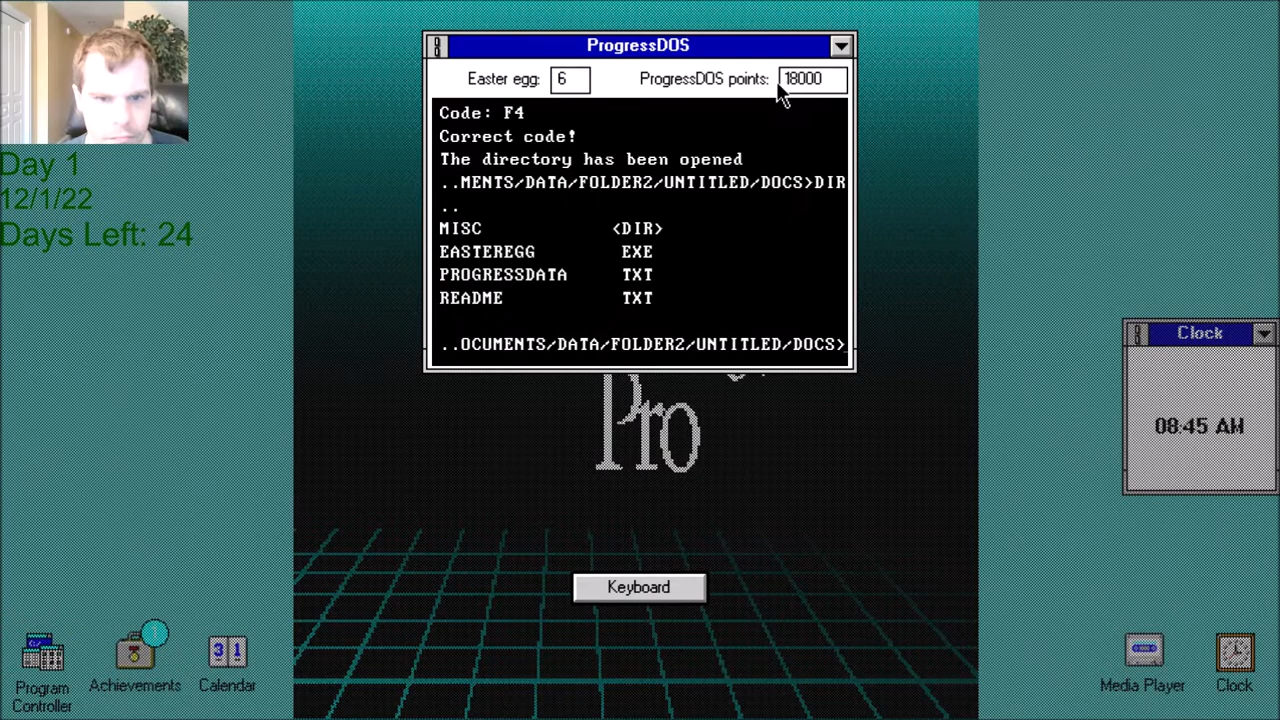 ProgressDOS
Easter egg: 6 ProgressDOS points: 18000
Code: F4
Correct code!
The directory has been opened
..MENTS/DATA/FOLDER2/UNTITLED/DOCS>DIR
..
MISC <DIR>
EASTEREGG EXE
PROGRESSDATA TXT
README TXT
..OCUMENTS/DATA/FOLDER2/UNTITLED/DOCS>_
Day 1
12/1/22
Days Left: 24
Clock
08:45 AM
Pro
Keyboard
1
31
Program
Controller
Achievements
Calendar
Media Player
Clock